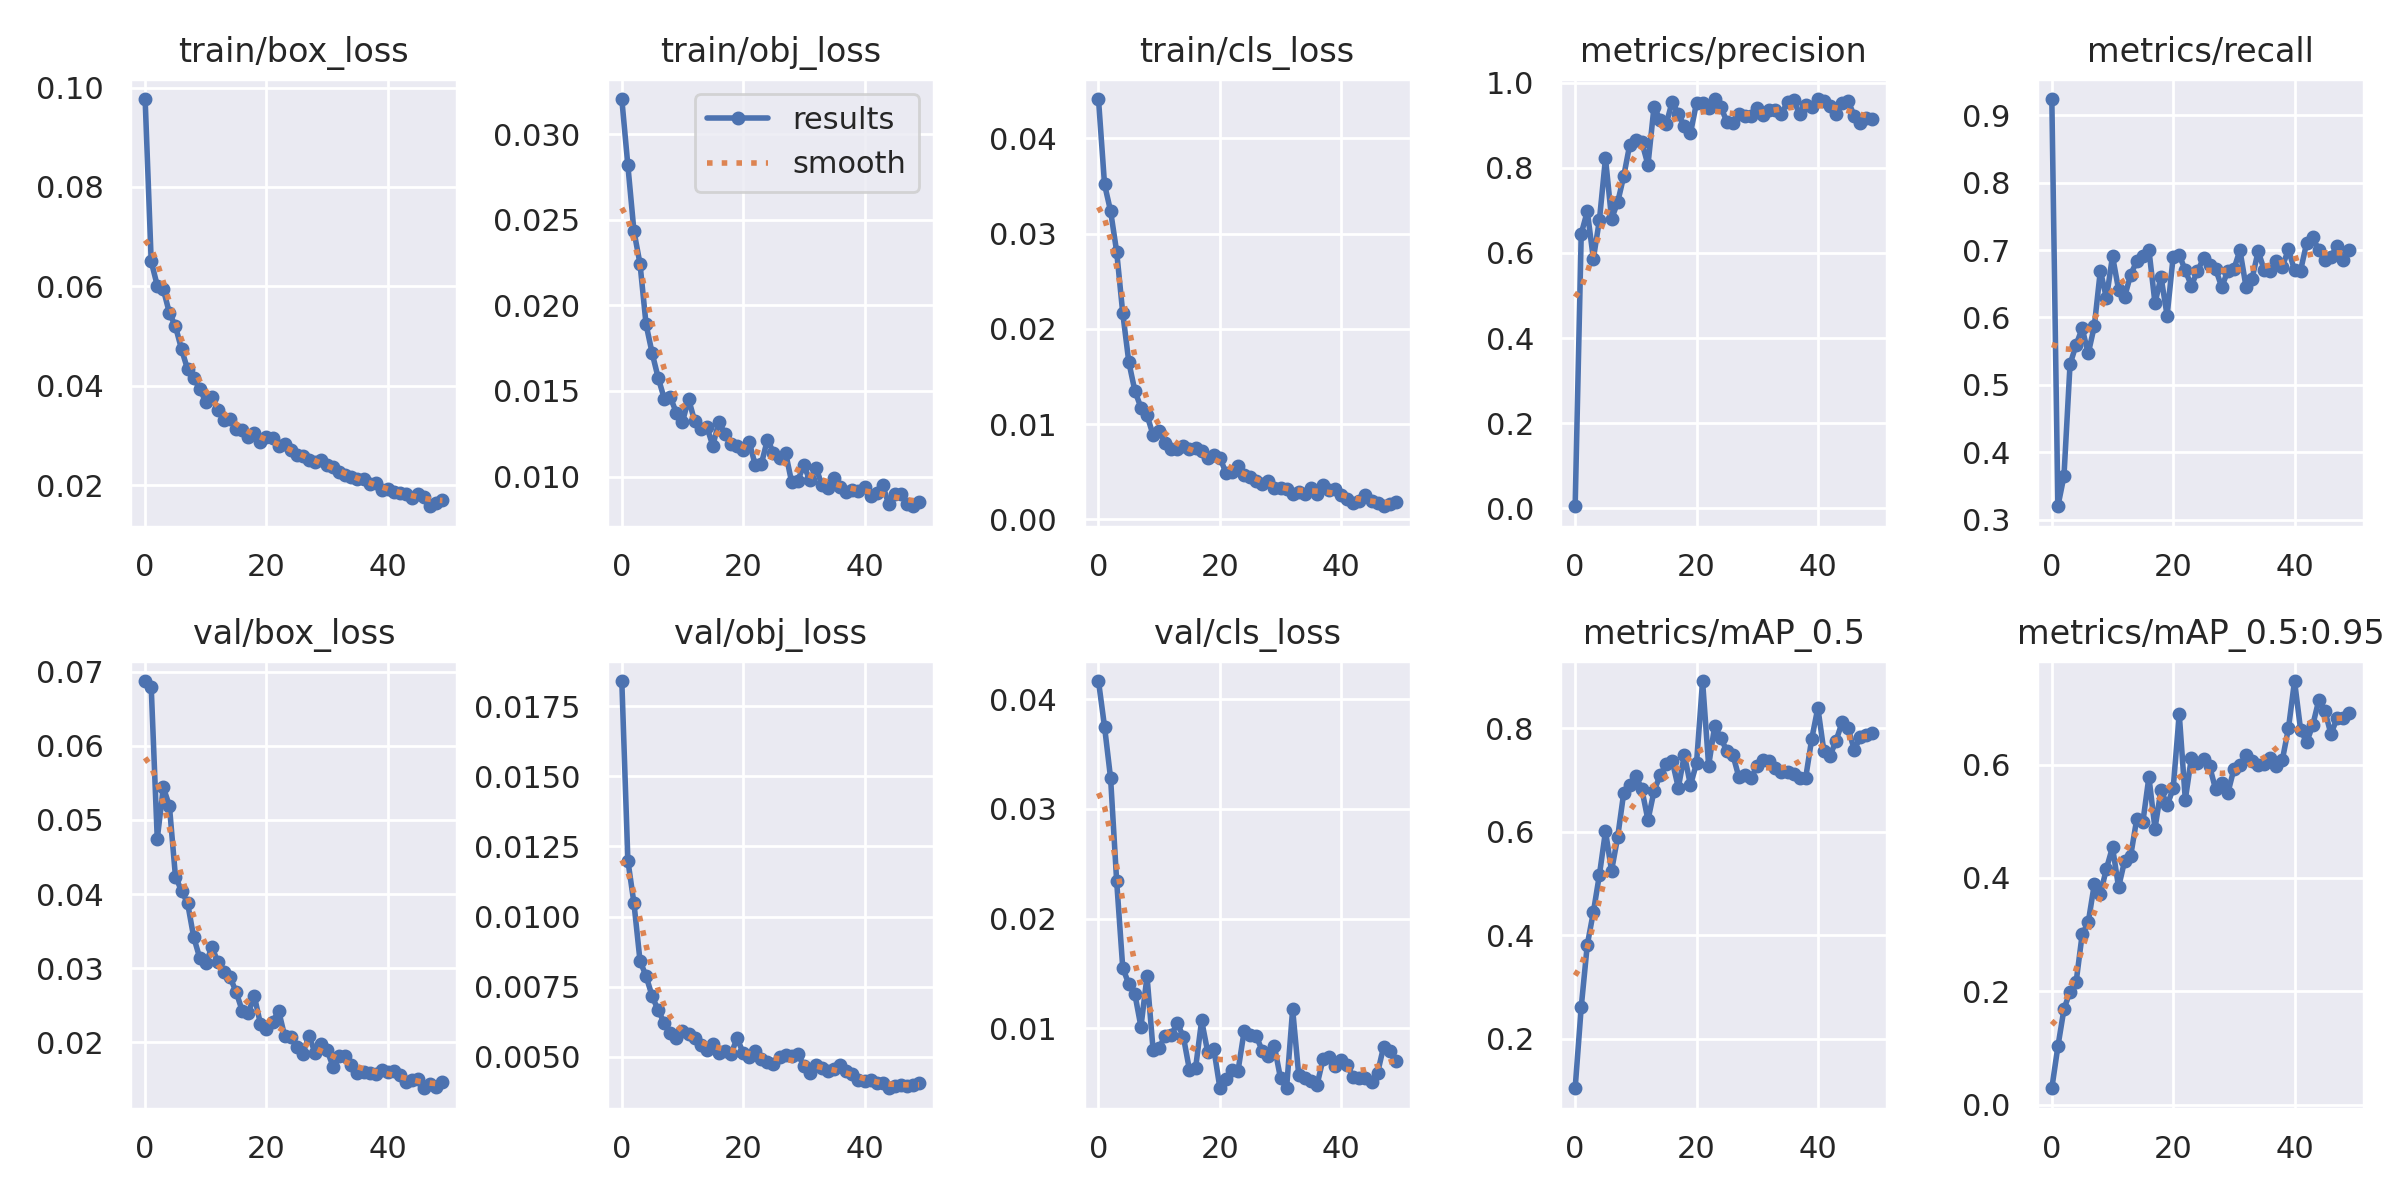 train/box_loss
0.10
0.08
0.06
0.04
0.02
0 20 40
train/obj_loss
results
smooth
0.030
0.025
0.020
0.015
0.010
0 20 40
train/cls_loss
0.04
0.03
0.02
0.01
0.00
0 20 40
metrics/precision
1.0
0.8
0.6
0.4
0.2
0.0
0 20 40
metrics/recall
0.9
0.8
0.7
0.6
0.5
0.4
0.3
0 20 40
val/box_loss
0.07
0.06
0.05
0.04
0.03
0.02
0 20 40
val/obj_loss
0.0175
0.0150
0.0125
0.0100
0.0075
0.0050
0 20 40
val/cls_loss
0.04
0.03
0.02
0.01
0 20 40
metrics/mAP_0.5
0.8
0.6
0.4
0.2
0 20 40
metrics/mAP_0.5:0.95
0.6
0.4
0.2
0.0
0 20 40